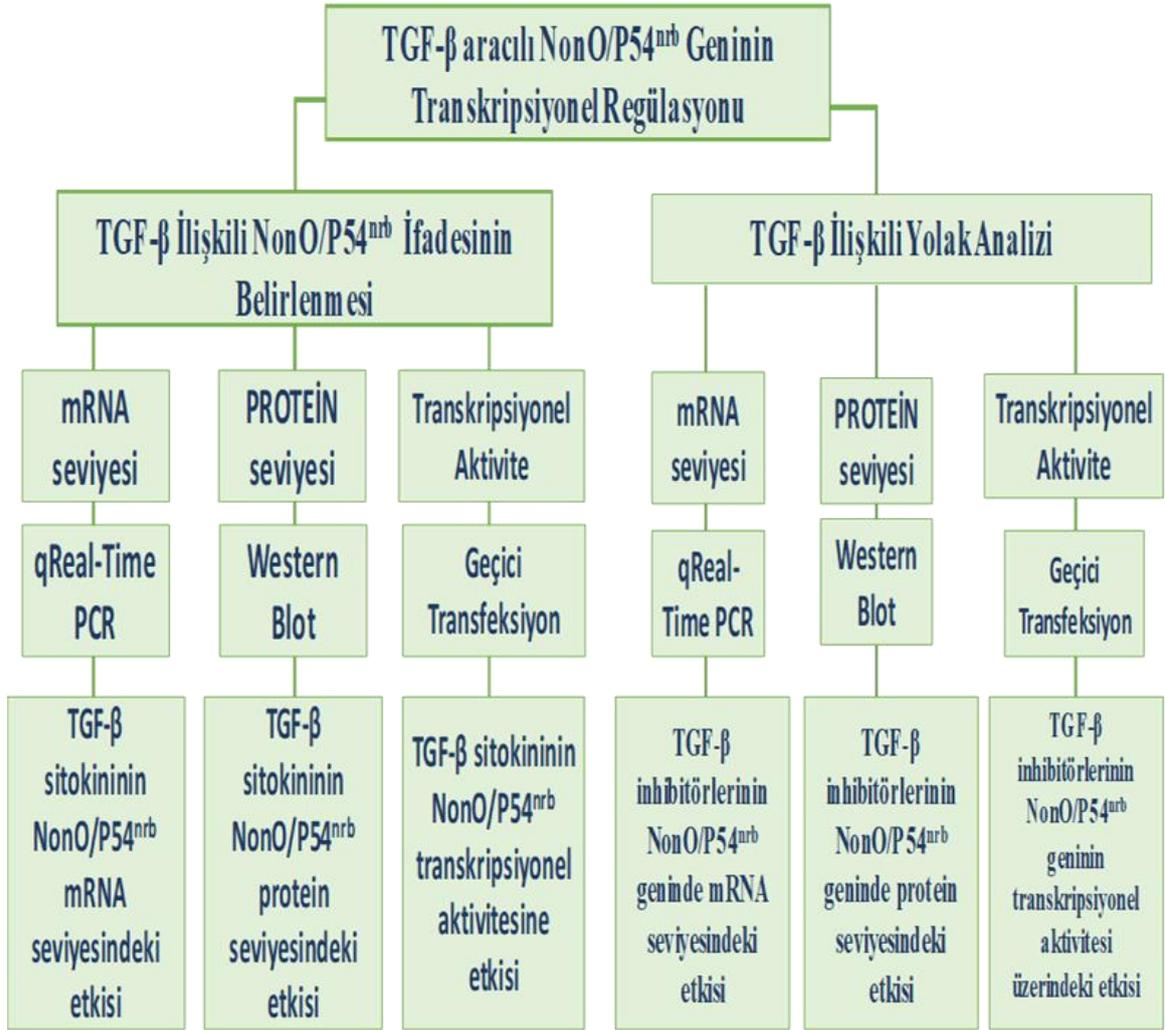 TGF-β aracılı NonO/P54ⁿʳᵇ Geninin
Transkripsiyonel Regülasyonu
TGF-β İlişkili NonO/P54ⁿʳᵇ İfadesinin
Belirlenmesi
mRNA
seviyesi
qReal-Time
PCR
TGF-β
sitokininin
NonO/P54ⁿʳᵇ
mRNA
seviyesindeki
etkisi
PROTEİN
seviyesi
Western
Blot
TGF-β
sitokininin
NonO/P54ⁿʳᵇ
protein
seviyesindeki
etkisi
Transkripsiyonel
Aktivite
Geçici
Transfeksiyon
TGF-β sitokininin
NonO/P54ⁿʳᵇ
transkripsiyonel
aktivitesine
etkisi
TGF-β İlişkili Yolak Analizi
mRNA
seviyesi
qReal-
Time PCR
TGF-β
inhibitörlerinin
NonO/P54ⁿʳᵇ
geninde mRNA
seviyesindeki
etkisi
PROTEİN
seviyesi
Western
Blot
TGF-β
inhibitörlerinin
NonO/P54ⁿʳᵇ
geninde protein
seviyesindeki
etkisi
Transkripsiyonel
Aktivite
Geçici
Transfeksiyon
TGF-β
inhibitörlerinin
NonO/P54ⁿʳᵇ
geninin
transkripsiyonel
aktivitesi
üzerindeki etkisi